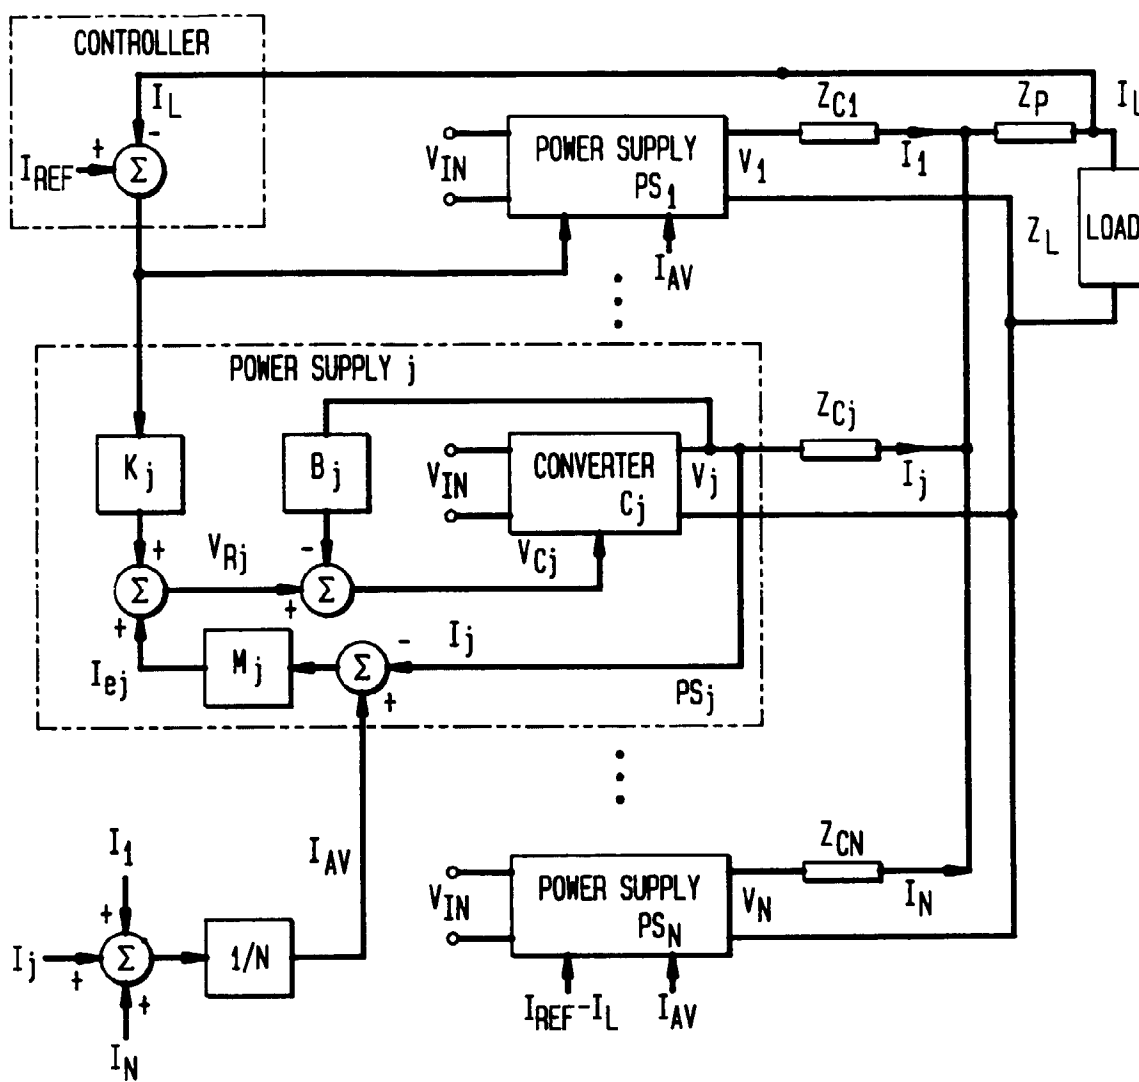 CONTROLLER
I_L
-
+
I_REF
Σ
Z_C1
Z_P
I_L
V_IN
POWER SUPPLY
PS_1
V_1
I_1
Z_L
LOAD
I_AV
POWER SUPPLY j
K_j
B_j
V_IN
CONVERTER
C_j
V_j
Z_Cj
I_j
+
V_Rj
-
V_Cj
Σ
Σ
+
+
I_ej
M_j
Σ
-
I_j
+
PS_j
I_1
I_AV
+
I_j
+
Σ
+
1/N
I_N
V_IN
POWER SUPPLY
PS_N
V_N
Z_CN
I_N
I_REF-I_L
I_AV